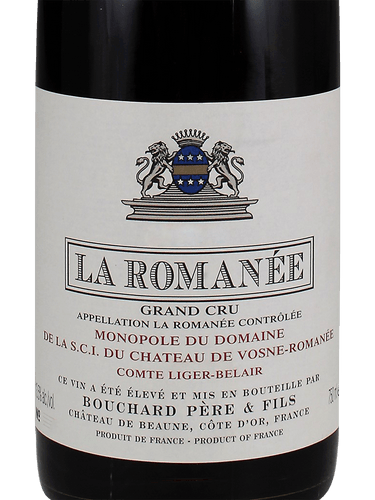 LA ROMANÉE
GRAND CRU
APPELLATION LA ROMANÉE CONTRÔLÉE
MONOPOLE DU DOMAINE
DE LA S.C.I. DU CHATEAU DE VOSNE-ROMANÉE
COMTE LIGER-BELAIR
CE VIN A ÉTÉ ÉLEVÉ ET MIS EN BOUTEILLE PAR
BOUCHARD PÈRE & FILS
CHÂTEAU DE BEAUNE, CÔTE D'OR, FRANCE
PRODUIT DE FRANCE - PRODUCT OF FRANCE